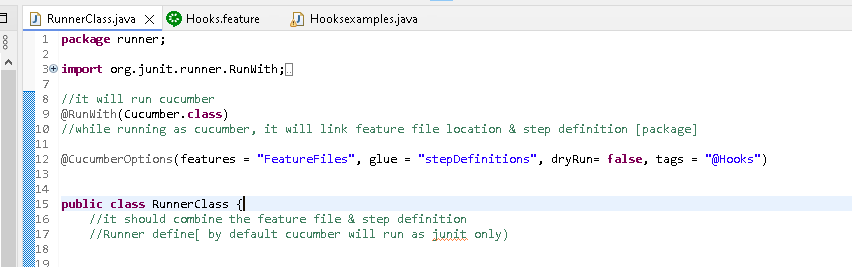 RunnerClass.java Hooks.feature Hooksexamples.java
1 package runner;
2
3 import org.junit.runner.RunWith;
7
8 //it will run cucumber
9 @RunWith(Cucumber.class)
10 //while running as cucumber, it will link feature file location & step definition [package]
11
12 @CucumberOptions(features = "FeatureFiles", glue = "stepDefinitions", dryRun= false, tags = "@Hooks")
13
14
15 public class RunnerClass {
16 //it should combine the feature file & step definition
17 //Runner define[ by default cucumber will run as junit only)
18
19